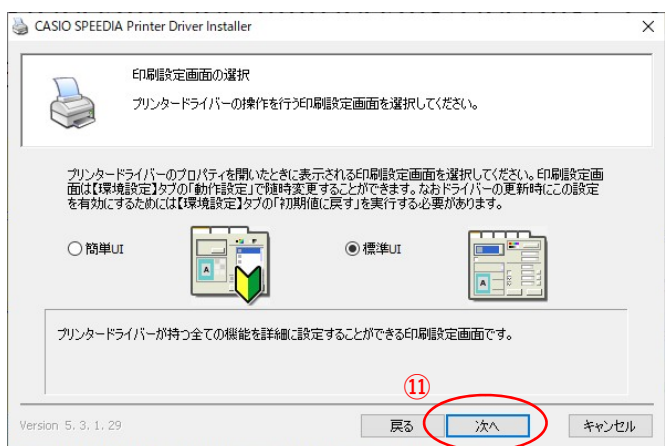 CASIO SPEEDIA Printer Driver Installer
印刷設定画面の選択
プリンタードライバーの操作を行う印刷設定画面を選択してください。
プリンタードライバーのプロパティを開いたときに表示される印刷設定画面を選択してください。印刷設定画
面は【環境設定】タブの「動作設定」で随時変更することができます。なおドライバーの更新時にこの設定
を有効にするためには【環境設定】タブの「初期値に戻す」を実行する必要があります。
簡単UI
A
標準UI
A
プリンタードライバーが持つ全ての機能を詳細に設定することができる印刷設定画面です。
⑪
Version 5.3.1.29
戻る
次へ
キャンセル